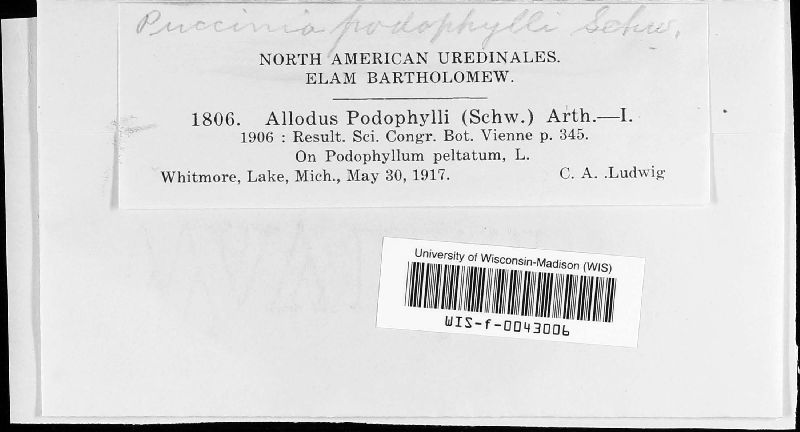 Puccinia podophylli Schw.
NORTH AMERICAN UREDINALES.
ELAM BARTHOLOMEW.
1806. Allodus Podophylli (Schw.) Arth.—I.
1906 : Result. Sci. Congr. Bot. Vienne p. 345.
On Podophyllum peltatum, L.
Whitmore, Lake, Mich., May 30, 1917. C. A. .Ludwig
University of Wisconsin-Madison (WIS)
WIS-f-0043006